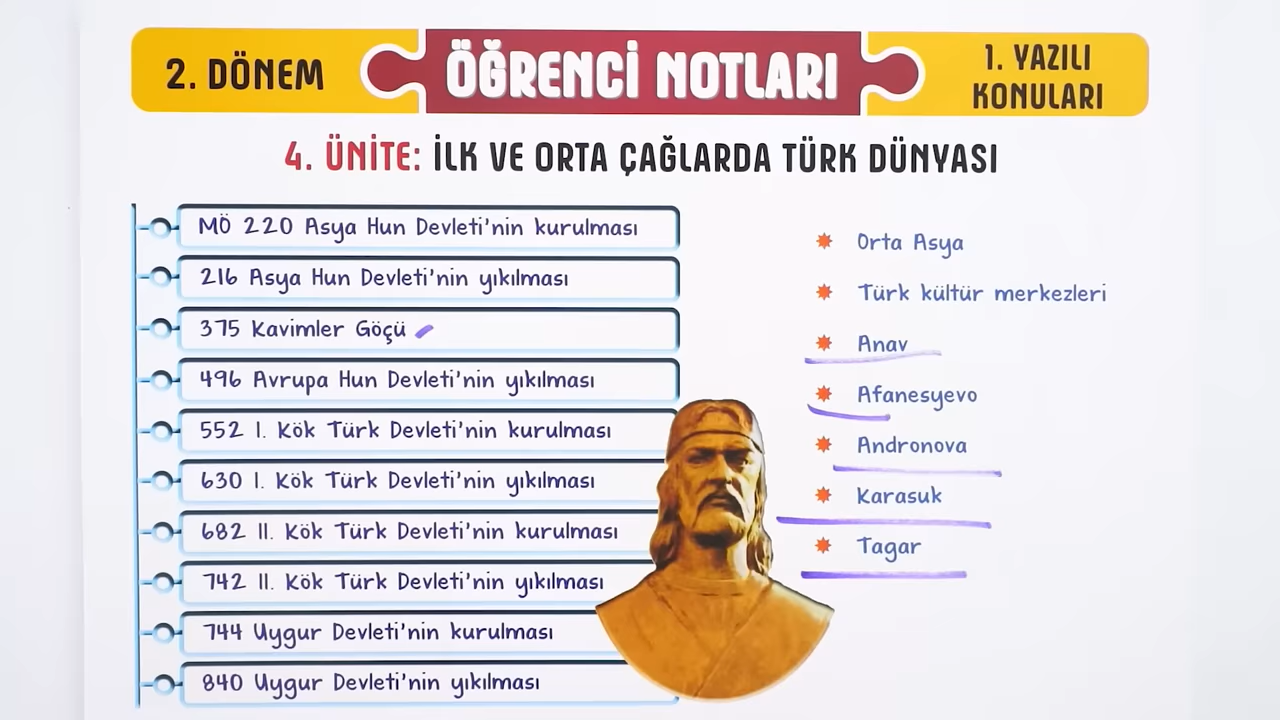 2. DÖNEM
ÖĞRENCİ NOTLARI
1. YAZILI
KONULARI
4. ÜNİTE: İLK VE ORTA ÇAĞLARDA TÜRK DÜNYASI
MÖ 220 Asya Hun Devleti'nin kurulması
216 Asya Hun Devleti'nin yıkılması
375 Kavimler Göçü
496 Avrupa Hun Devleti'nin yıkılması
552 I. Kök Türk Devleti'nin kurulması
630 I. Kök Türk Devleti'nin yıkılması
682 II. Kök Türk Devleti'nin kurulması
742 II. Kök Türk Devleti'nin yıkılması
744 Uygur Devleti'nin kurulması
840 Uygur Devleti'nin yıkılması
Orta Asya
Türk kültür merkezleri
Anav
Afanesyevo
Andronova
Karasuk
Tagar